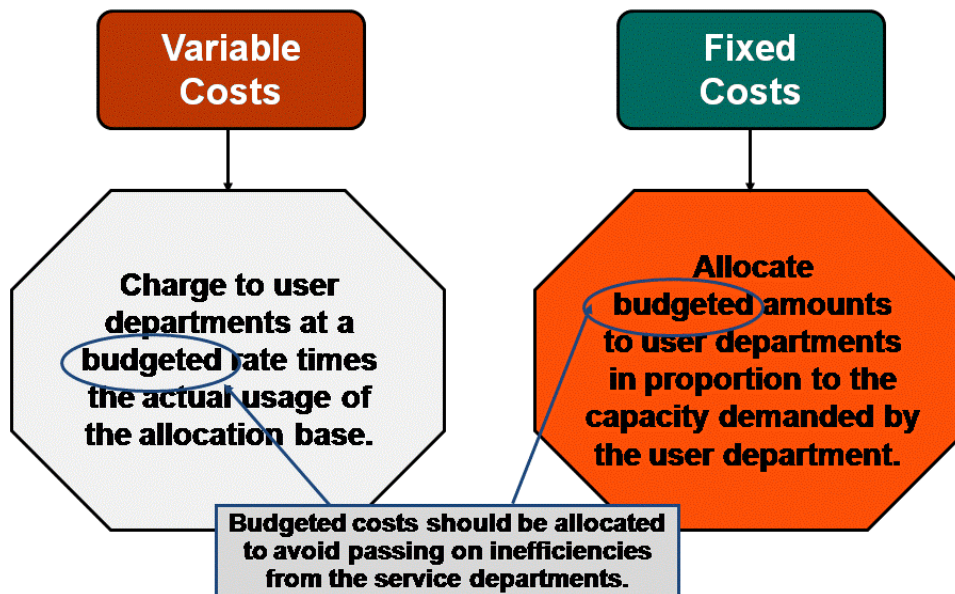 Variable
Costs
Fixed
Costs
Charge to user
departments at a
budgeted rate times
the actual usage of
the allocation base.
Allocate
budgeted amounts
to user departments
in proportion to the
capacity demanded by
the user department.
Budgeted costs should be allocated
to avoid passing on inefficiencies
from the service departments.